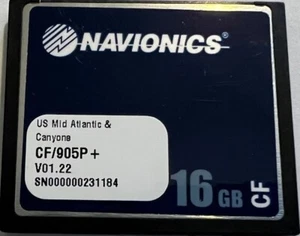 NAVIONICS
US Mid Atlantic &
Canyons
CF/905P+
V01.22
SN000000231184
16 GB
CF